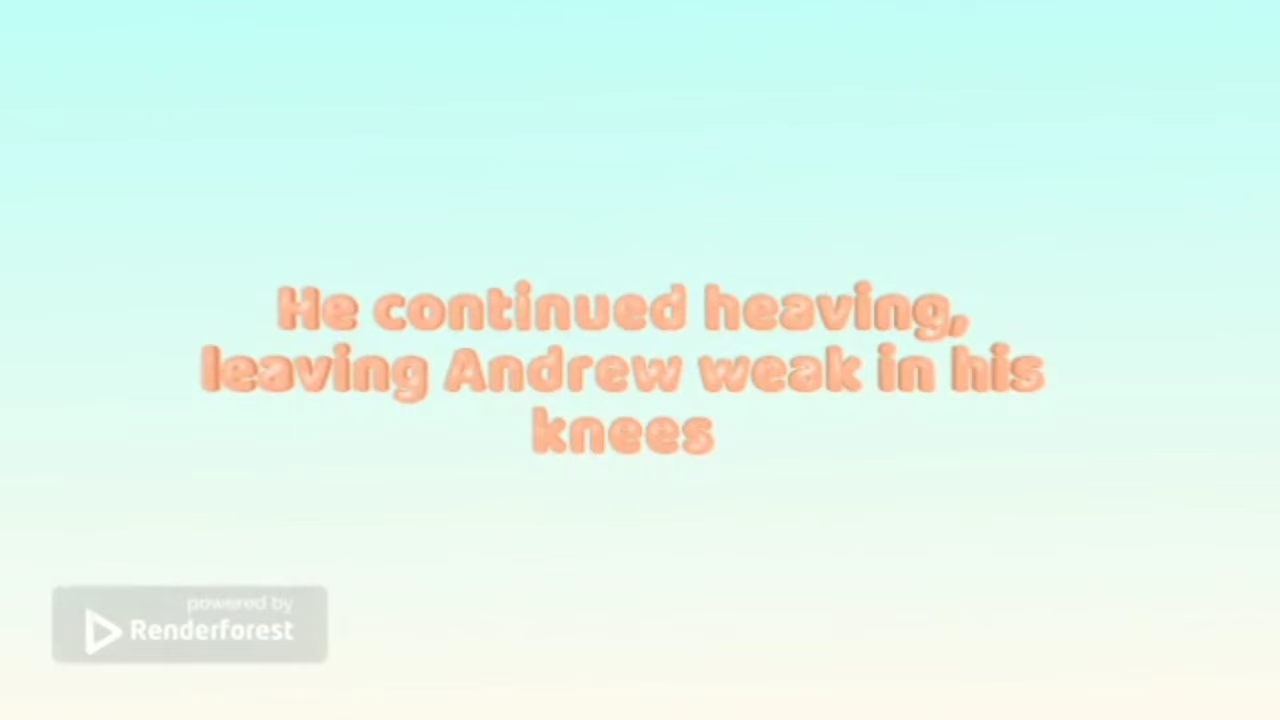 He continued heaving,
leaving Andrew weak in his
knees
powered by
Renderforest